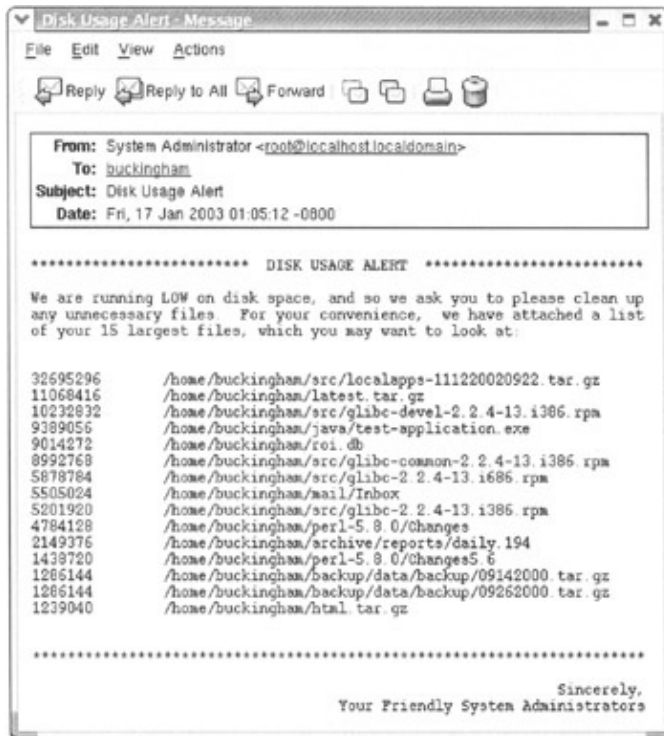 Disk Usage Alert - Message
File Edit View Actions
Reply Reply to All Forward
From: System Administrator <root@localhost.localdomain>
To: buckingham
Subject: Disk Usage Alert
Date: Fri, 17 Jan 2003 01:05:12 -0800
************************* DISK USAGE ALERT *************************
We are running LOW on disk space, and so we ask you to please clean up
any unnecessary files. For your convenience, we have attached a list
of your 15 largest files, which you may want to look at:
32695296 /home/buckingham/src/localapps-111220020922.tar.gz
11068416 /home/buckingham/latest.tar.gz
10232832 /home/buckingham/src/glibc-devel-2.2.4-13.i386.rpm
9389056 /home/buckingham/java/test-application.exe
9014272 /home/buckingham/roi.db
8992768 /home/buckingham/src/glibc-common-2.2.4-13.i386.rpm
5878784 /home/buckingham/src/glibc-2.2.4-13.i686.rpm
5505024 /home/buckingham/mail/Inbox
5201920 /home/buckingham/src/glibc-2.2.4-13.i386.rpm
4784128 /home/buckingham/perl-5.8.0/Changes
2149376 /home/buckingham/archive/reports/daily.194
1438720 /home/buckingham/perl-5.8.0/Changes5.6
1286144 /home/buckingham/backup/data/backup/09142000.tar.gz
1286144 /home/buckingham/backup/data/backup/09262000.tar.gz
1239040 /home/buckingham/html.tar.gz
**********************************************************************
Sincerely,
Your Friendly System Administrators